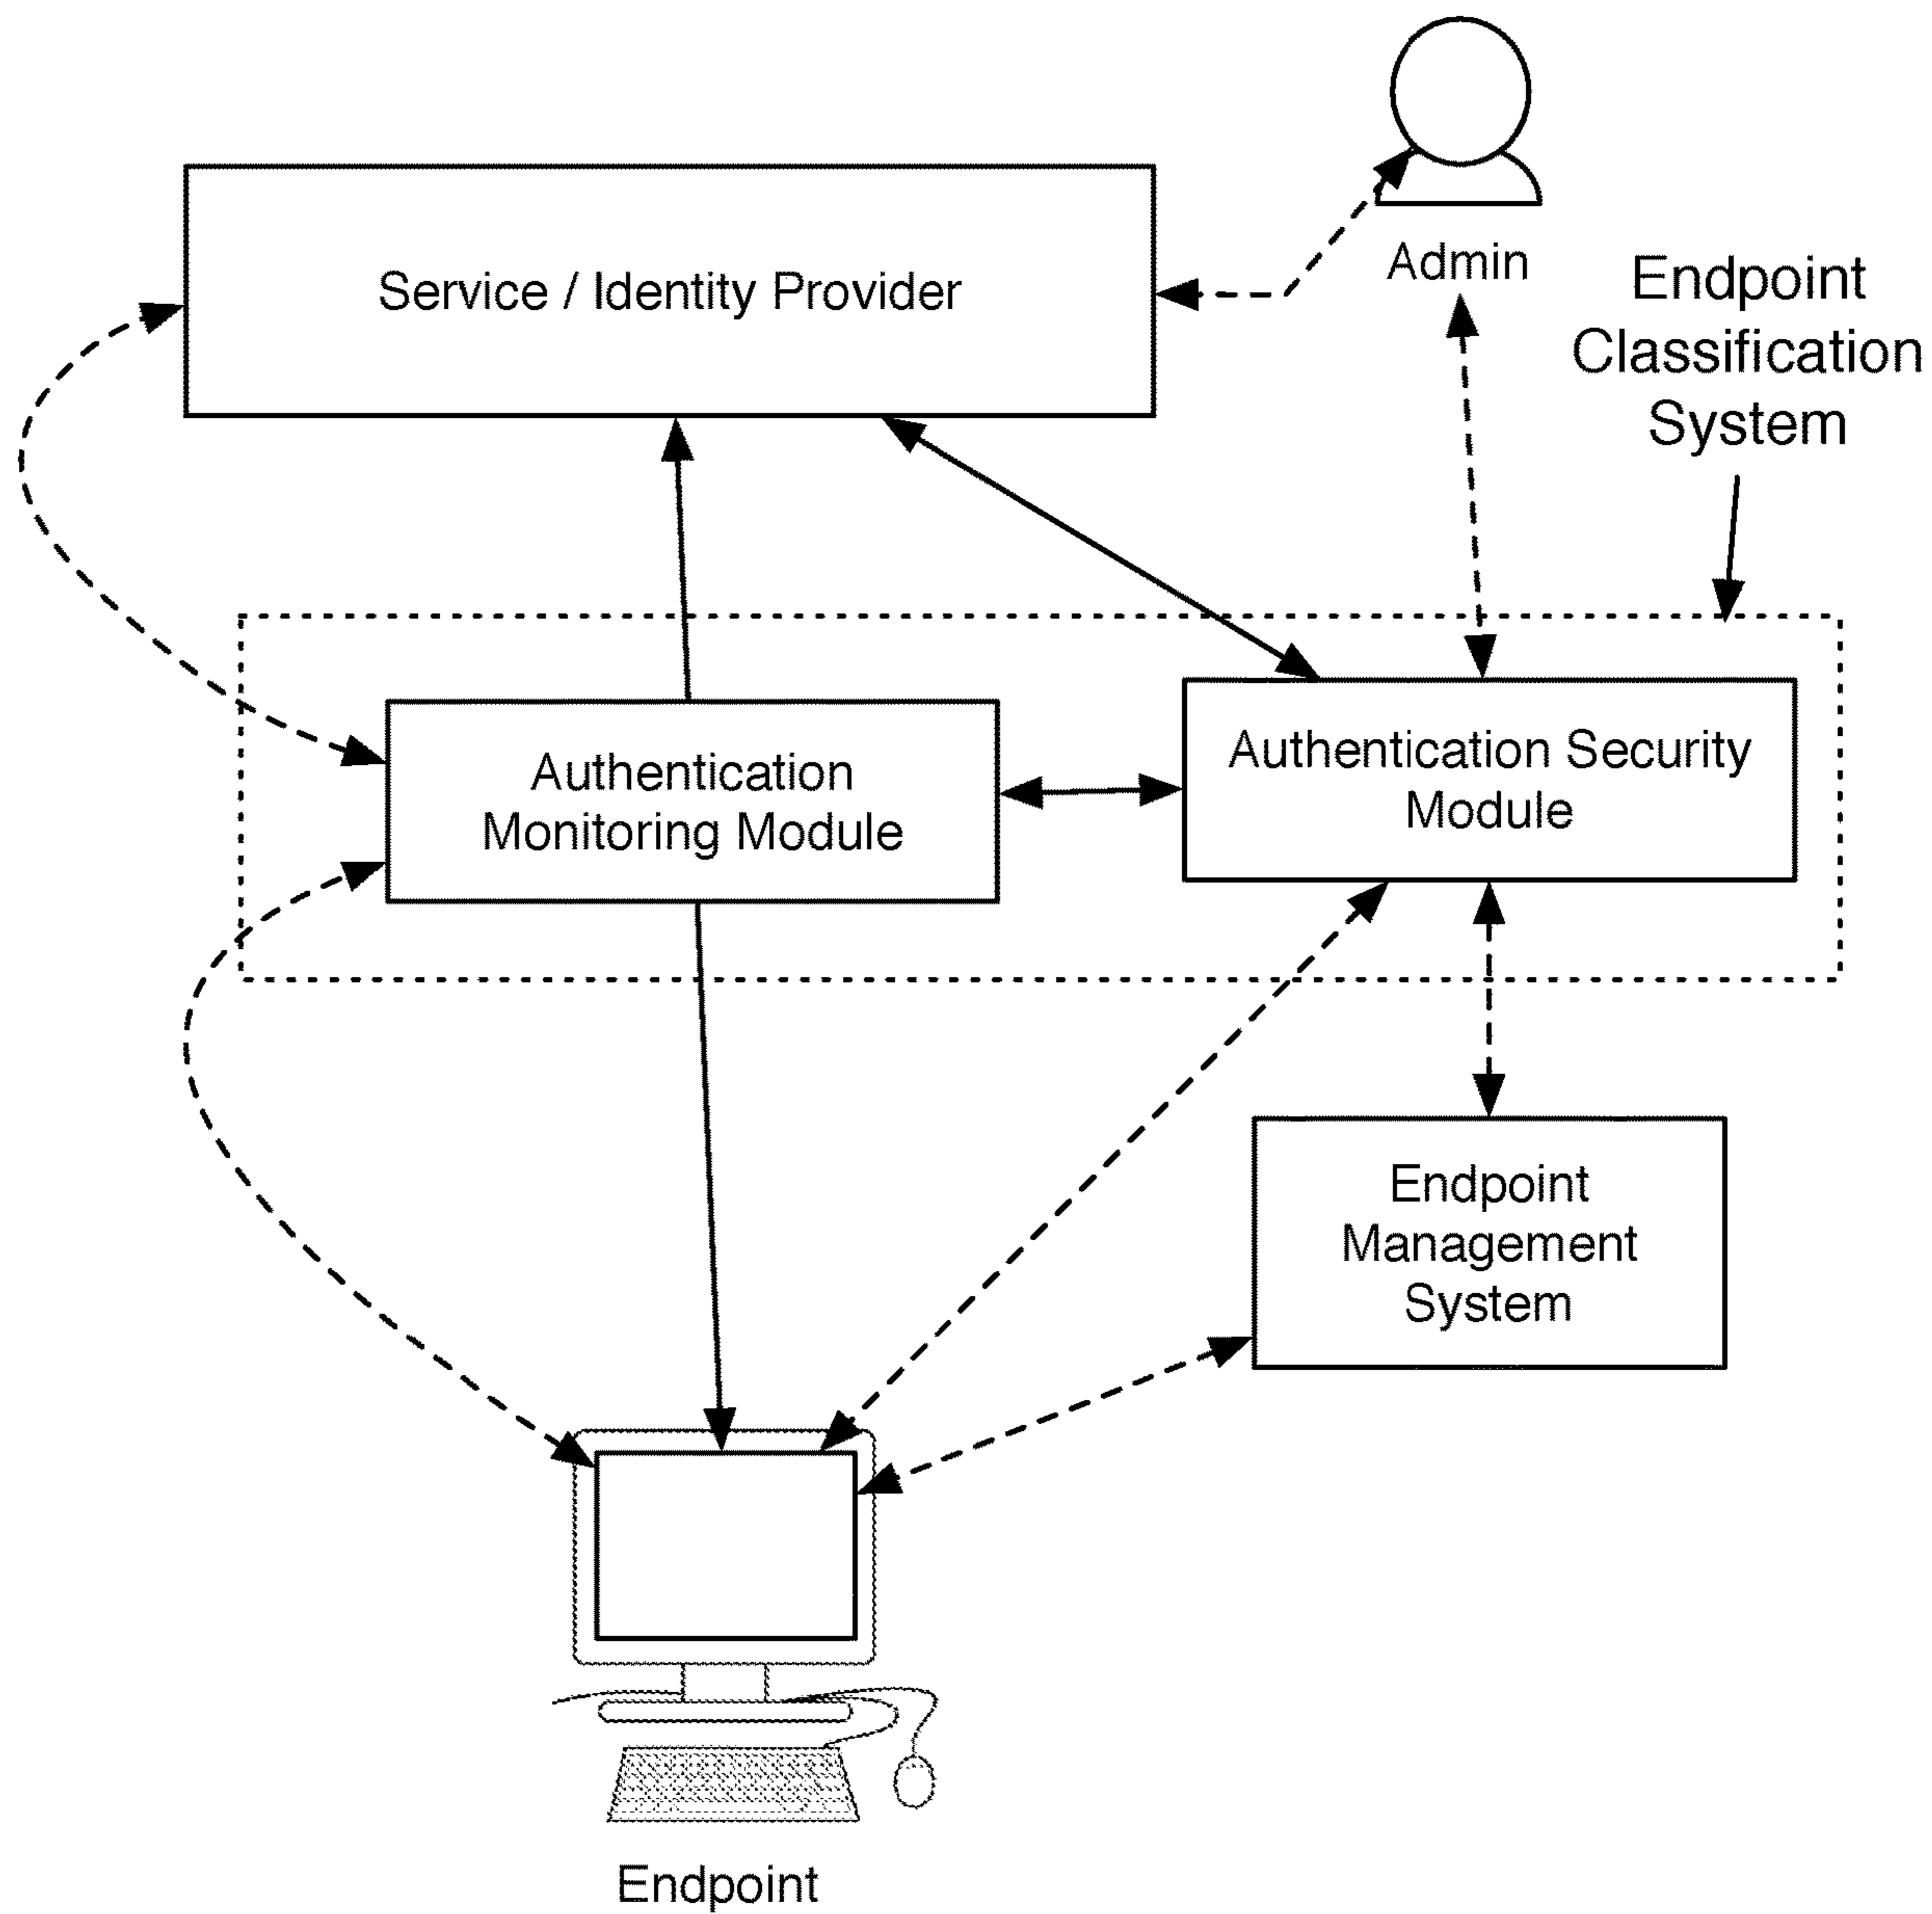 Service / Identity Provider
Admin
Endpoint
Classification
System
Authentication
Monitoring Module
Authentication Security
Module
Endpoint
Management
System
Endpoint